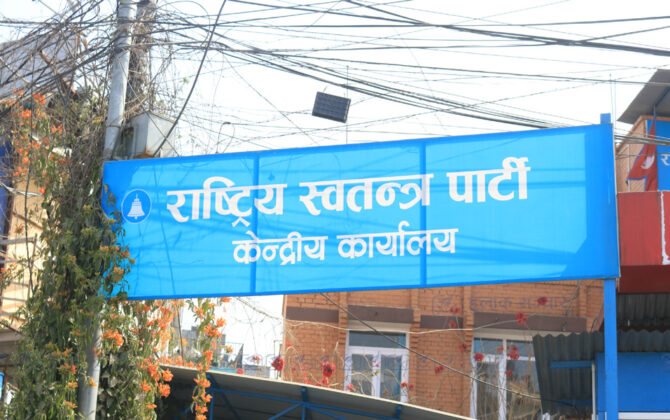 राष्ट्रिय स्वतन्त्र पार्टी
केन्द्रीय कार्यालय